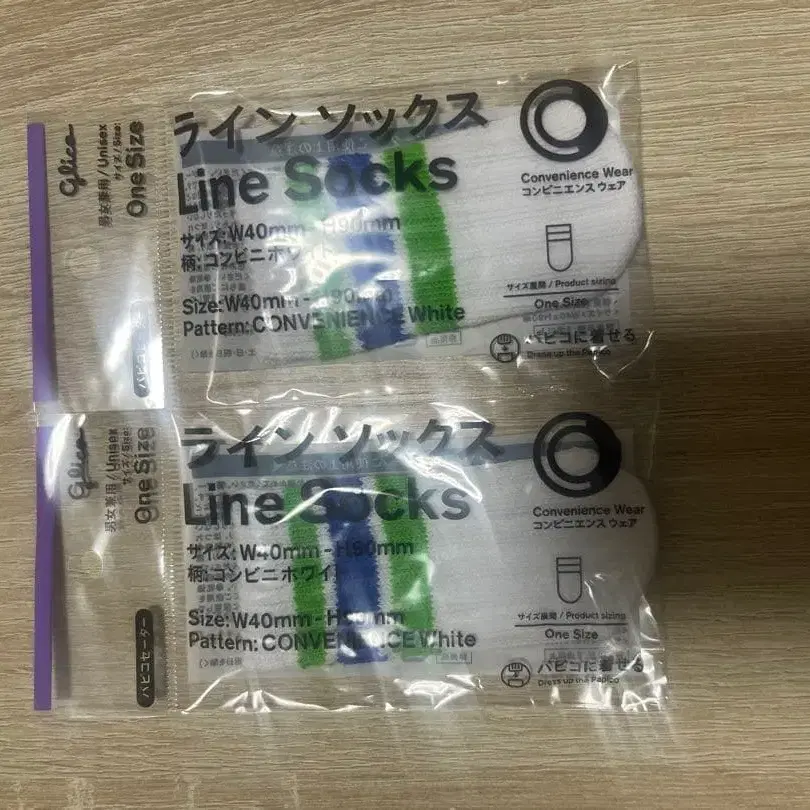 glico
男女兼用/Unisex
サイズ/Size:
One Size
ライン ソックス
Line Socks
サイズ: W40mm - H90mm
柄: コンビニホワ
Size: W40mm - H90mm
Pattern: CONVENIENCE White
Convenience Wear
コンビニエンス ウェア
サイズ展開 / Product sizing
One Size
パピコに着せる
Dress up the Papico
glico
男女兼用/Unisex
サイズ/Size:
One Size
パピコセーター
ライン ソックス
Line Socks
サイズ: W40mm - H90mm
柄: コンビニホワイ
Size: W40mm - H90mm
Pattern: CONVENIENCE White
Convenience Wear
コンビニエンス ウェア
サイズ展開 / Product sizing
One Size
パピコに着せる
Dress up the Papico